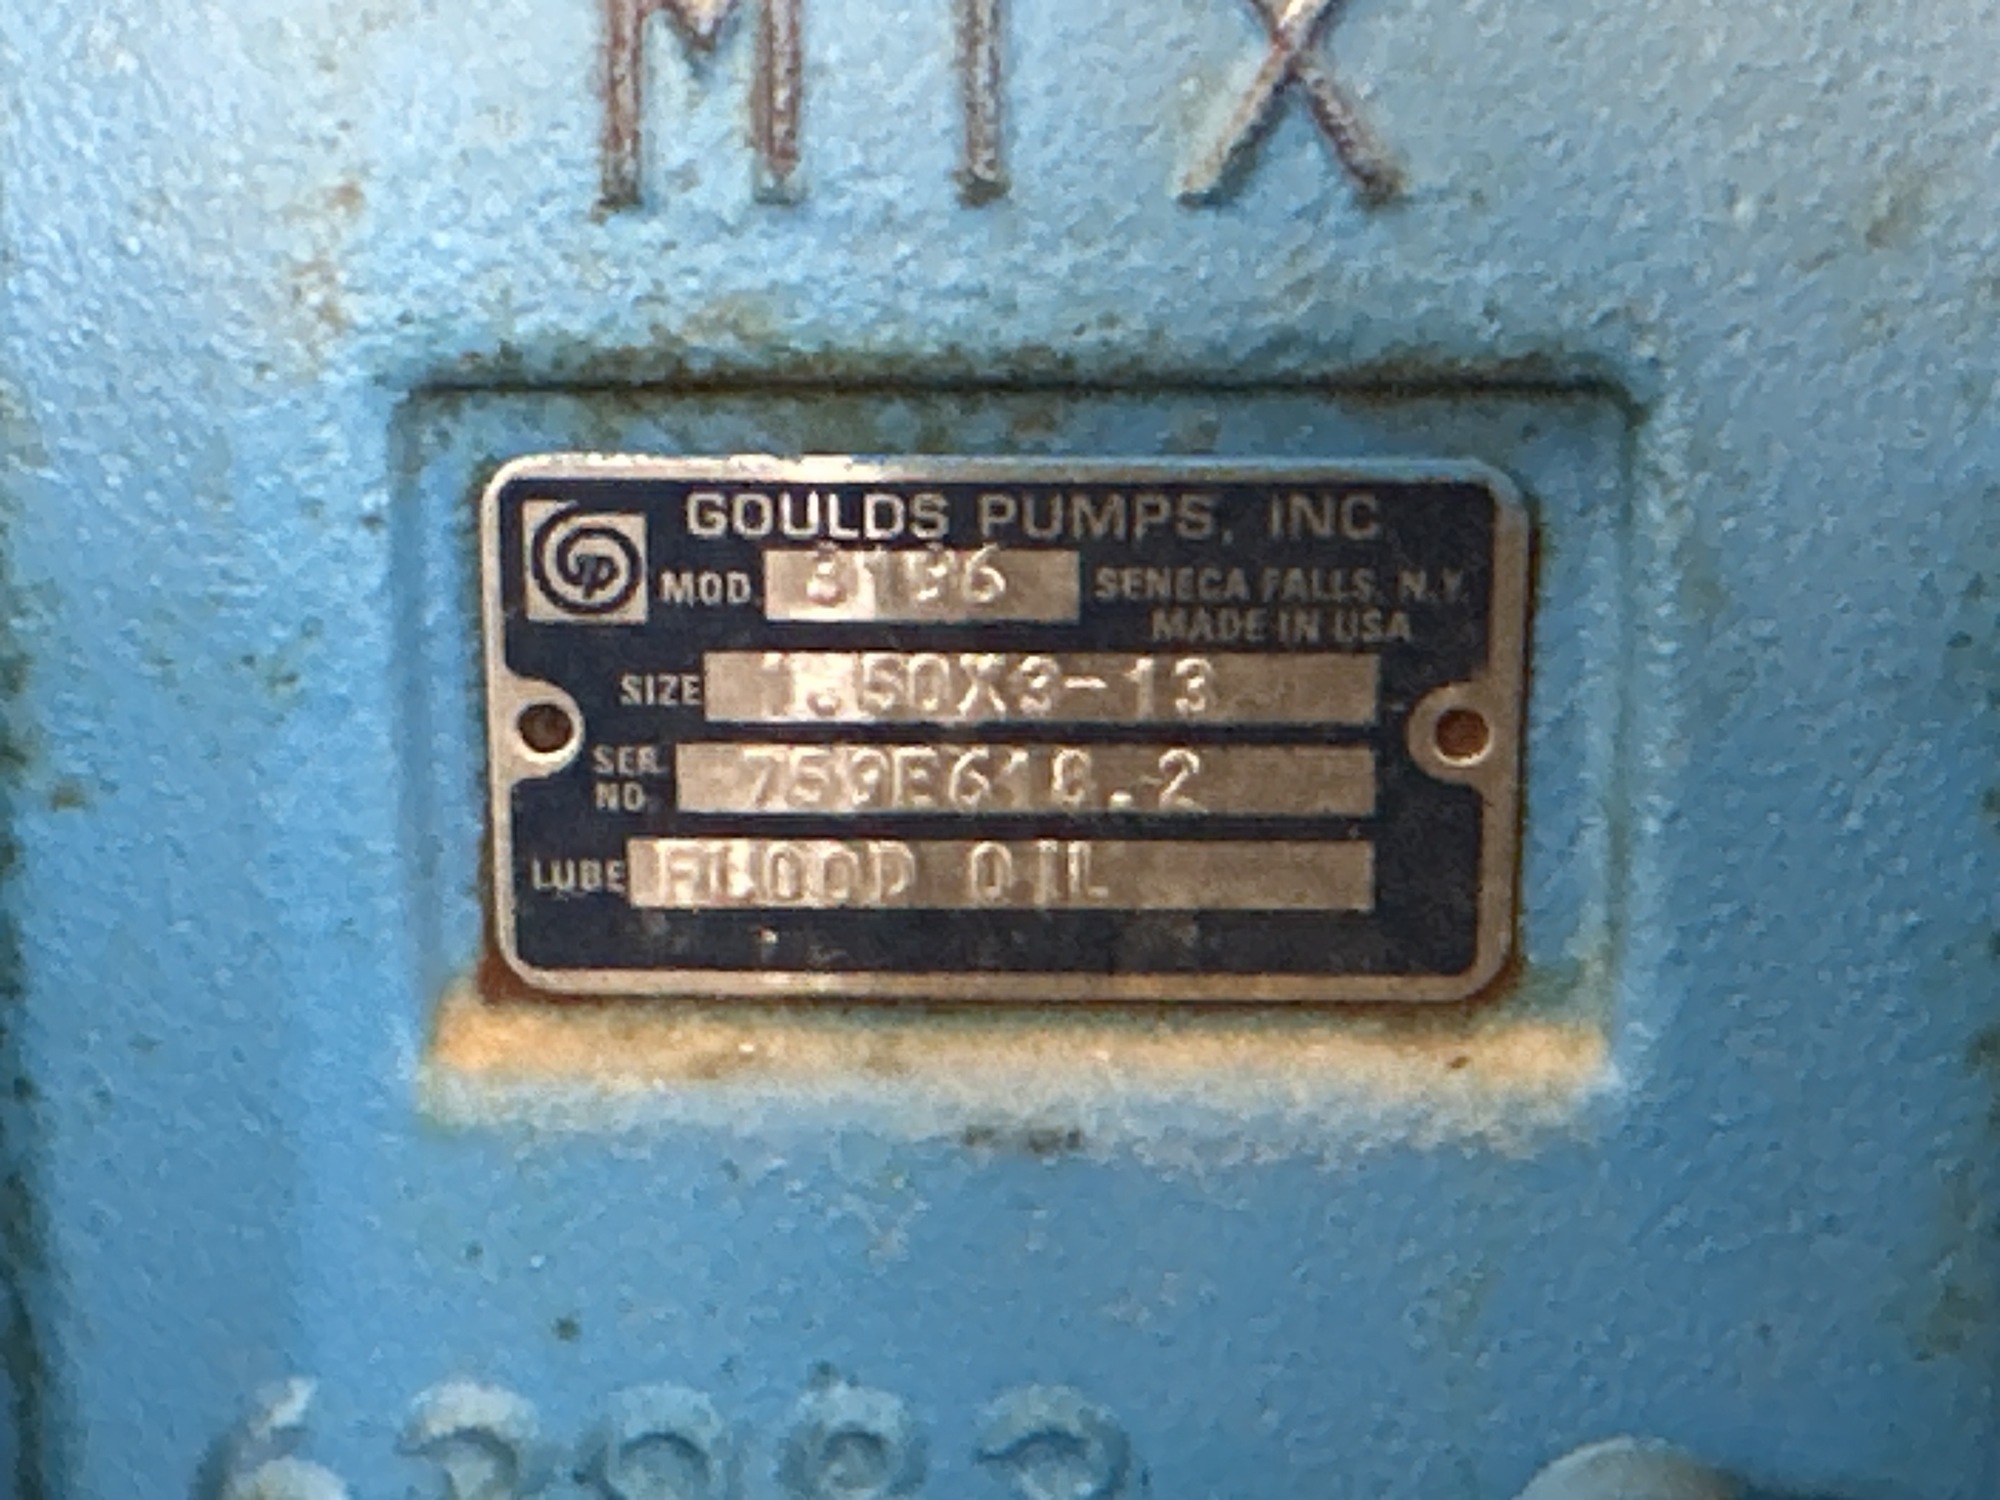 MTX
GOULDS PUMPS, INC
MOD. 3196 SENECA FALLS, N.Y.
MADE IN USA
SIZE 1.50X3-13
SER. NO.
LUBE FLOOD OIL